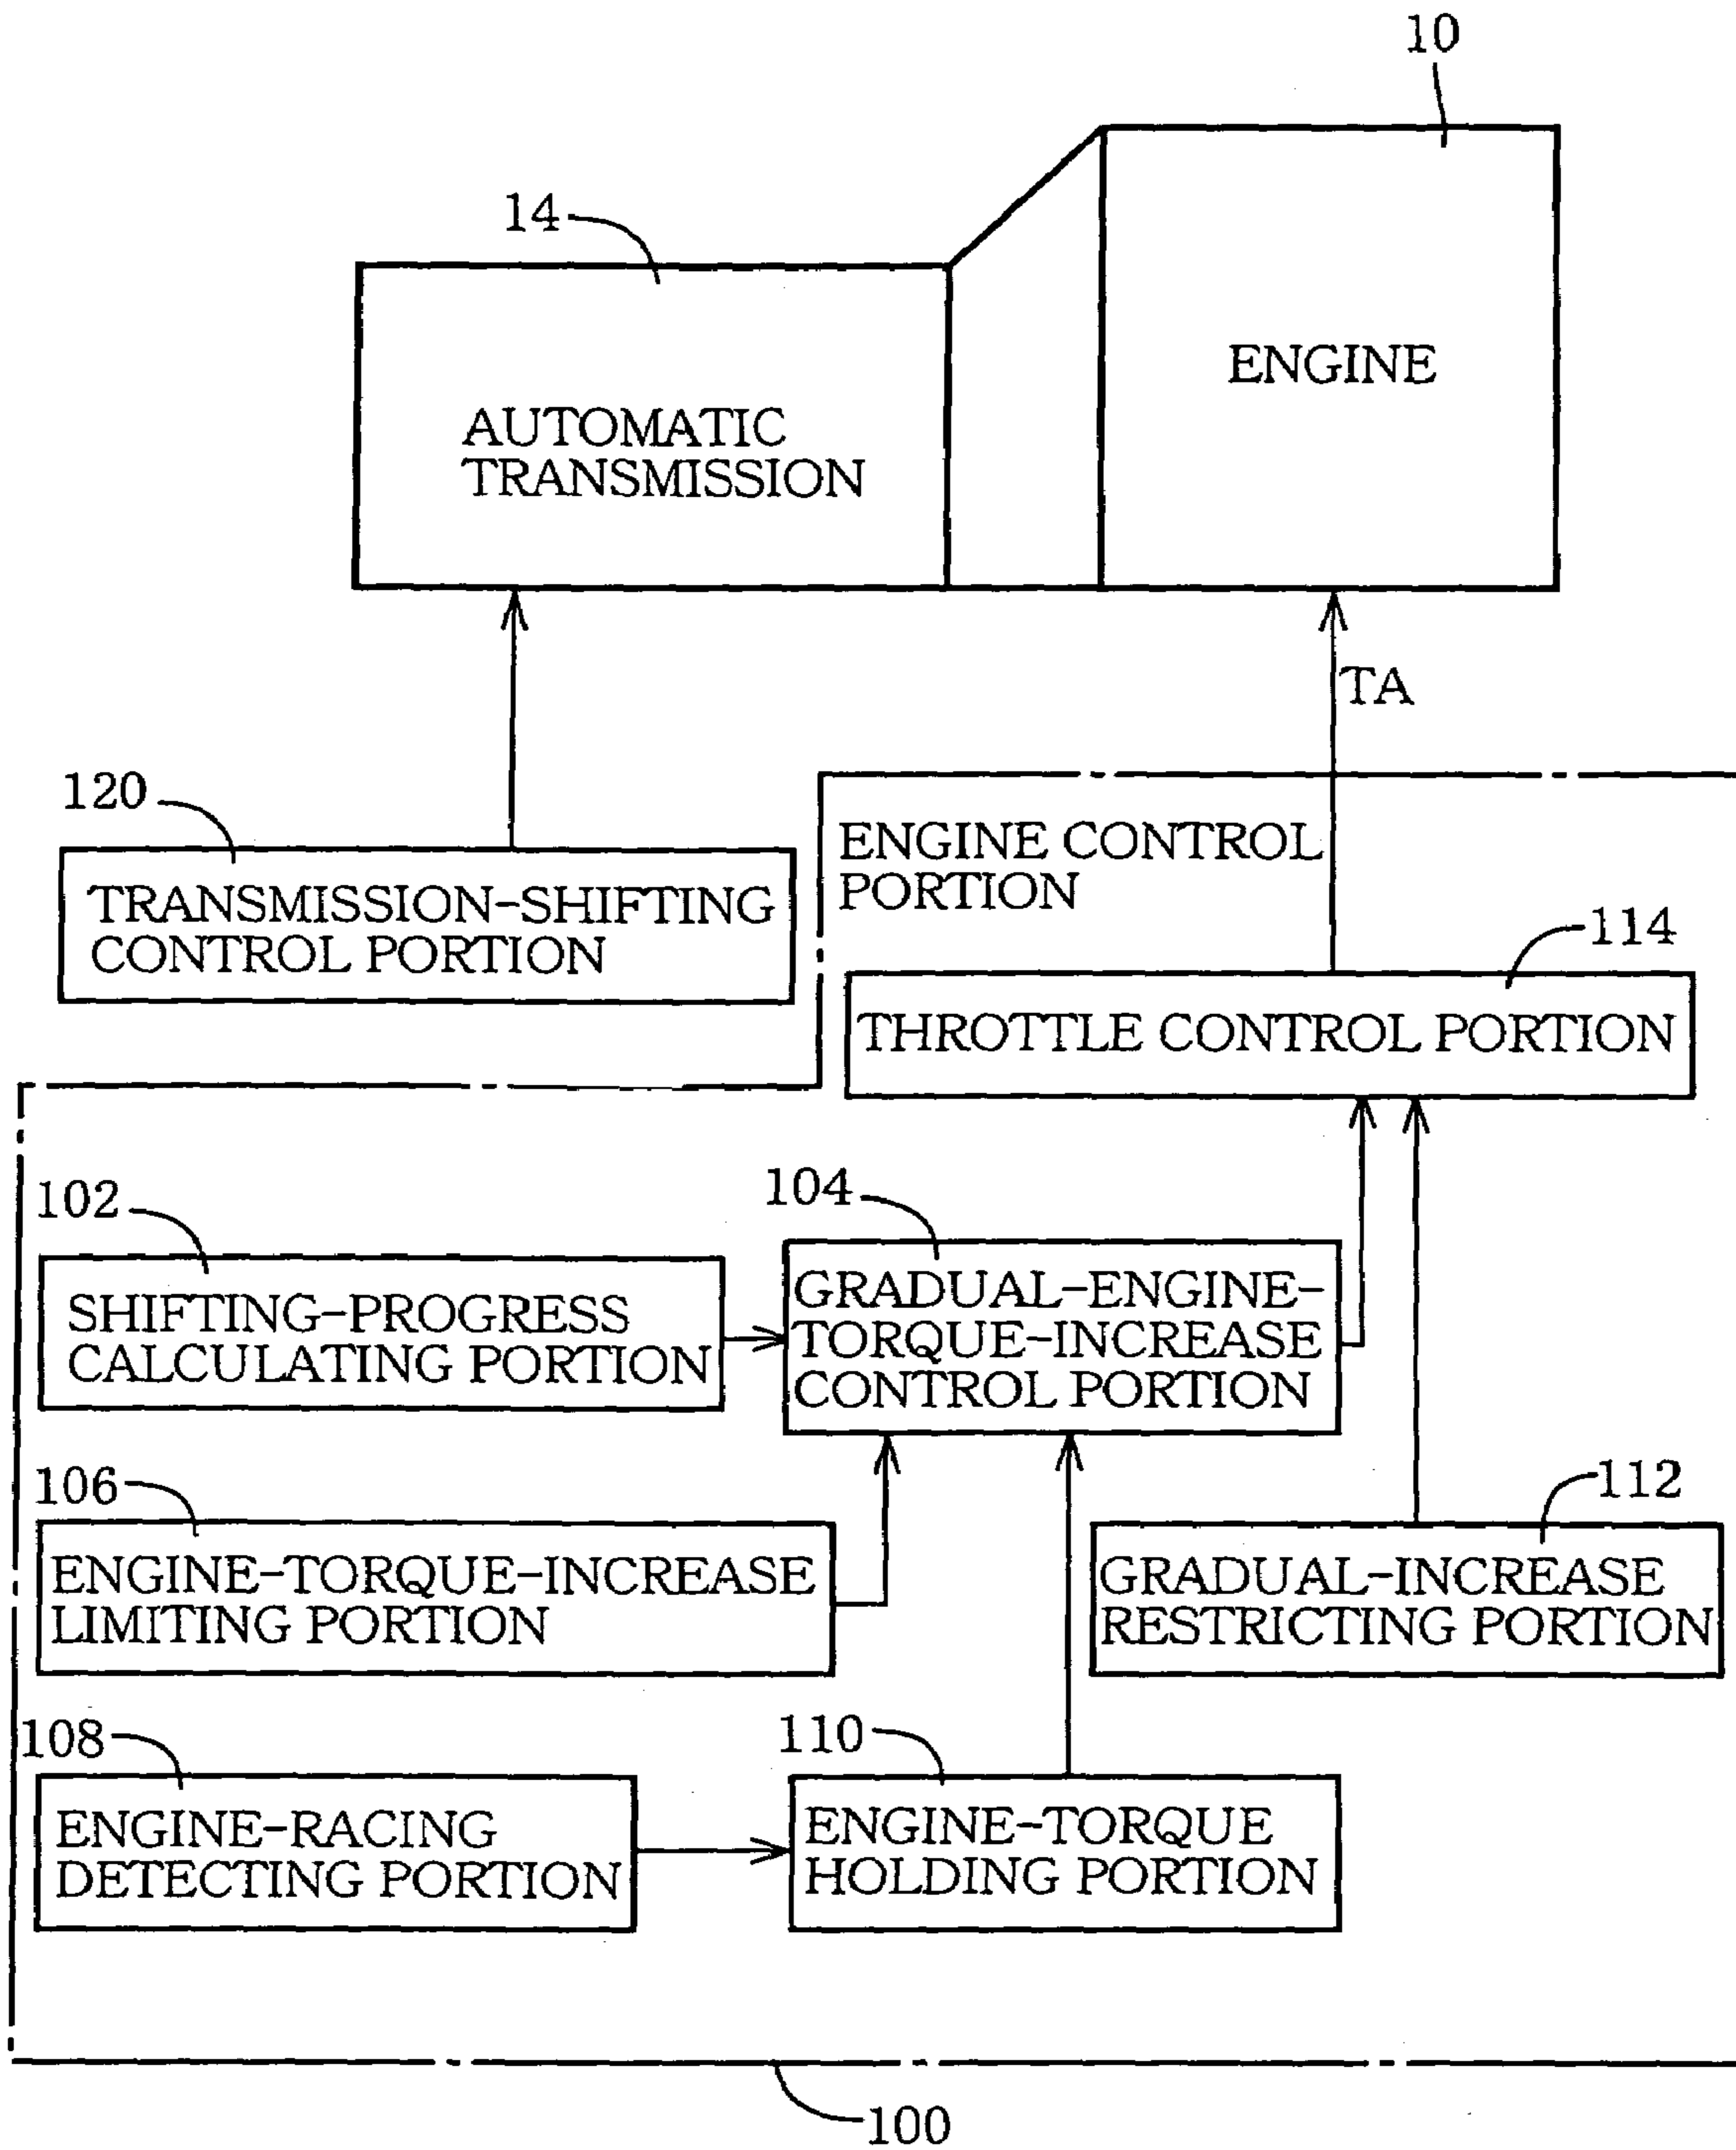 10
14
ENGINE
AUTOMATIC
TRANSMISSION
TA
120
ENGINE CONTROL
PORTION
TRANSMISSION-SHIFTING
CONTROL PORTION
114
THROTTLE CONTROL PORTION
102
104
SHIFTING-PROGRESS
CALCULATING PORTION
GRADUAL-ENGINE-
TORQUE-INCREASE
CONTROL PORTION
106
112
ENGINE-TORQUE-INCREASE
LIMITING PORTION
GRADUAL-INCREASE
RESTRICTING PORTION
108
110
ENGINE-RACING
DETECTING PORTION
ENGINE-TORQUE
HOLDING PORTION
100